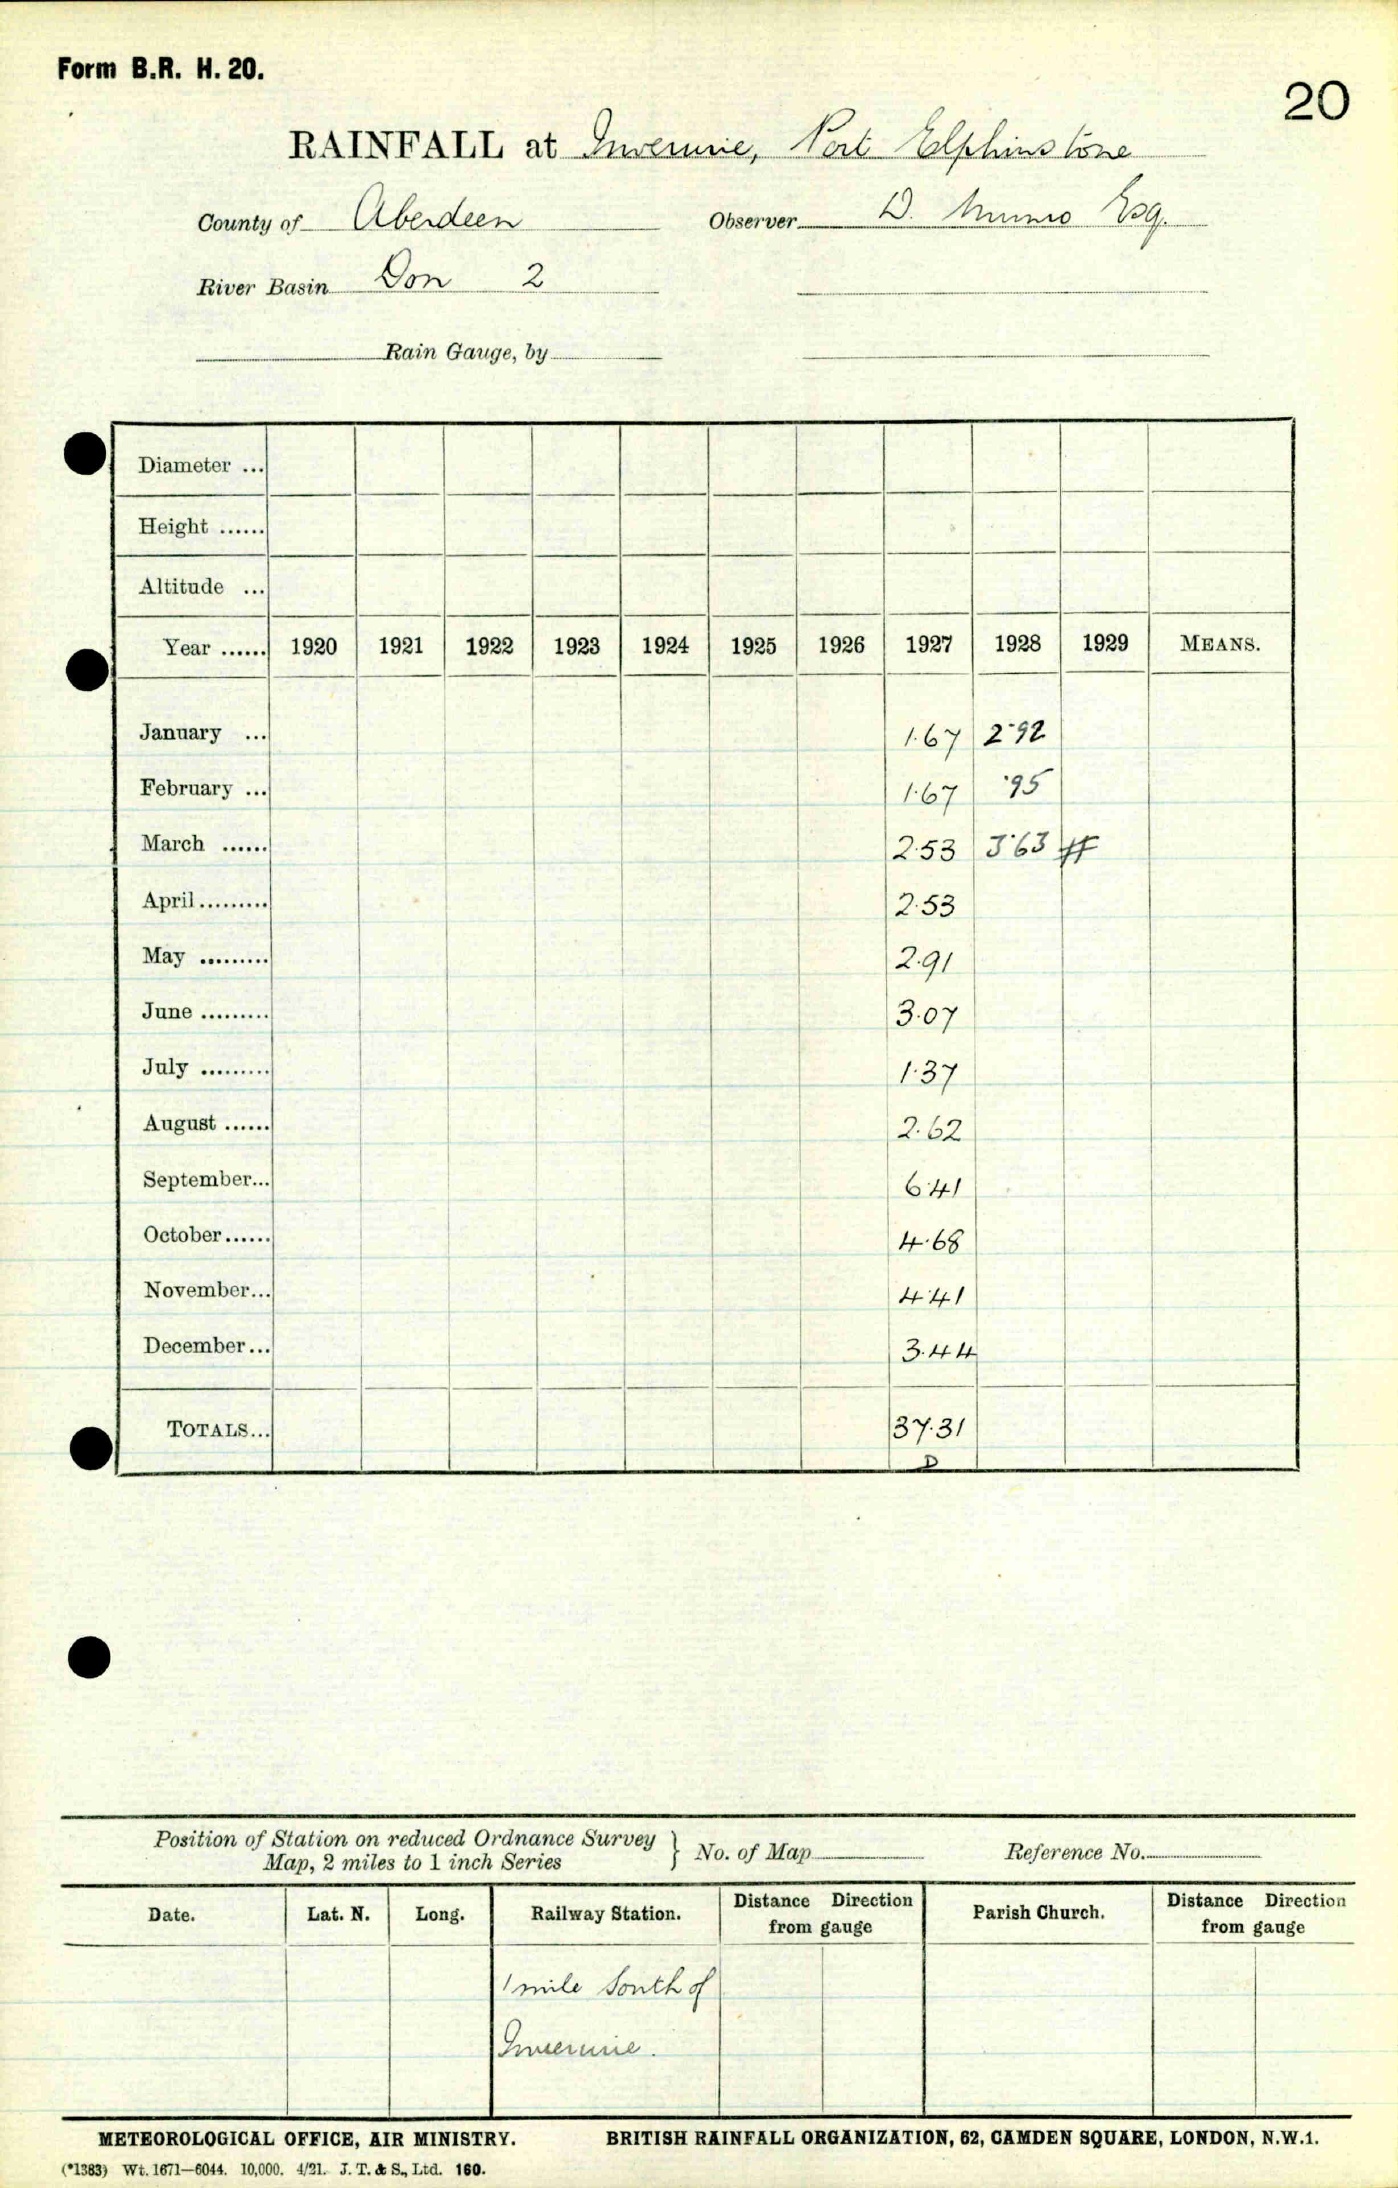 Form B.R. H. 20.
20
RAINFALL at Inverurie, Port Elphinstone
County of Aberdeen Observer D. Munro Esq.
River Basin Don 2
Rain Gauge, by
Diameter ...
Height ......
Altitude ...
Year ...... 1920 1921 1922 1923 1924 1925 1926 1927 1928 1929 MEANS.
January ... 1.67 2.92
February ... 1.67 .95
March ...... 2.53 3.63 #
April ......... 2.53
May ......... 2.91
June ......... 3.07
July ......... 1.37
August ...... 2.62
September... 6.41
October ...... 4.68
November... 4.41
December... 3.44
TOTALS... 37.31
D
Position of Station on reduced Ordnance Survey
Map, 2 miles to 1 inch Series } No. of Map Reference No.
Date. Lat. N. Long. Railway Station. Distance Direction from gauge Parish Church. Distance Direction from gauge
1 mile South of
Inverurie.
METEOROLOGICAL OFFICE, AIR MINISTRY. BRITISH RAINFALL ORGANIZATION, 62, CAMDEN SQUARE, LONDON, N.W.1.
(*1383) Wt. 1671—6044. 10,000. 4/21. J. T. & S., Ltd. 160.